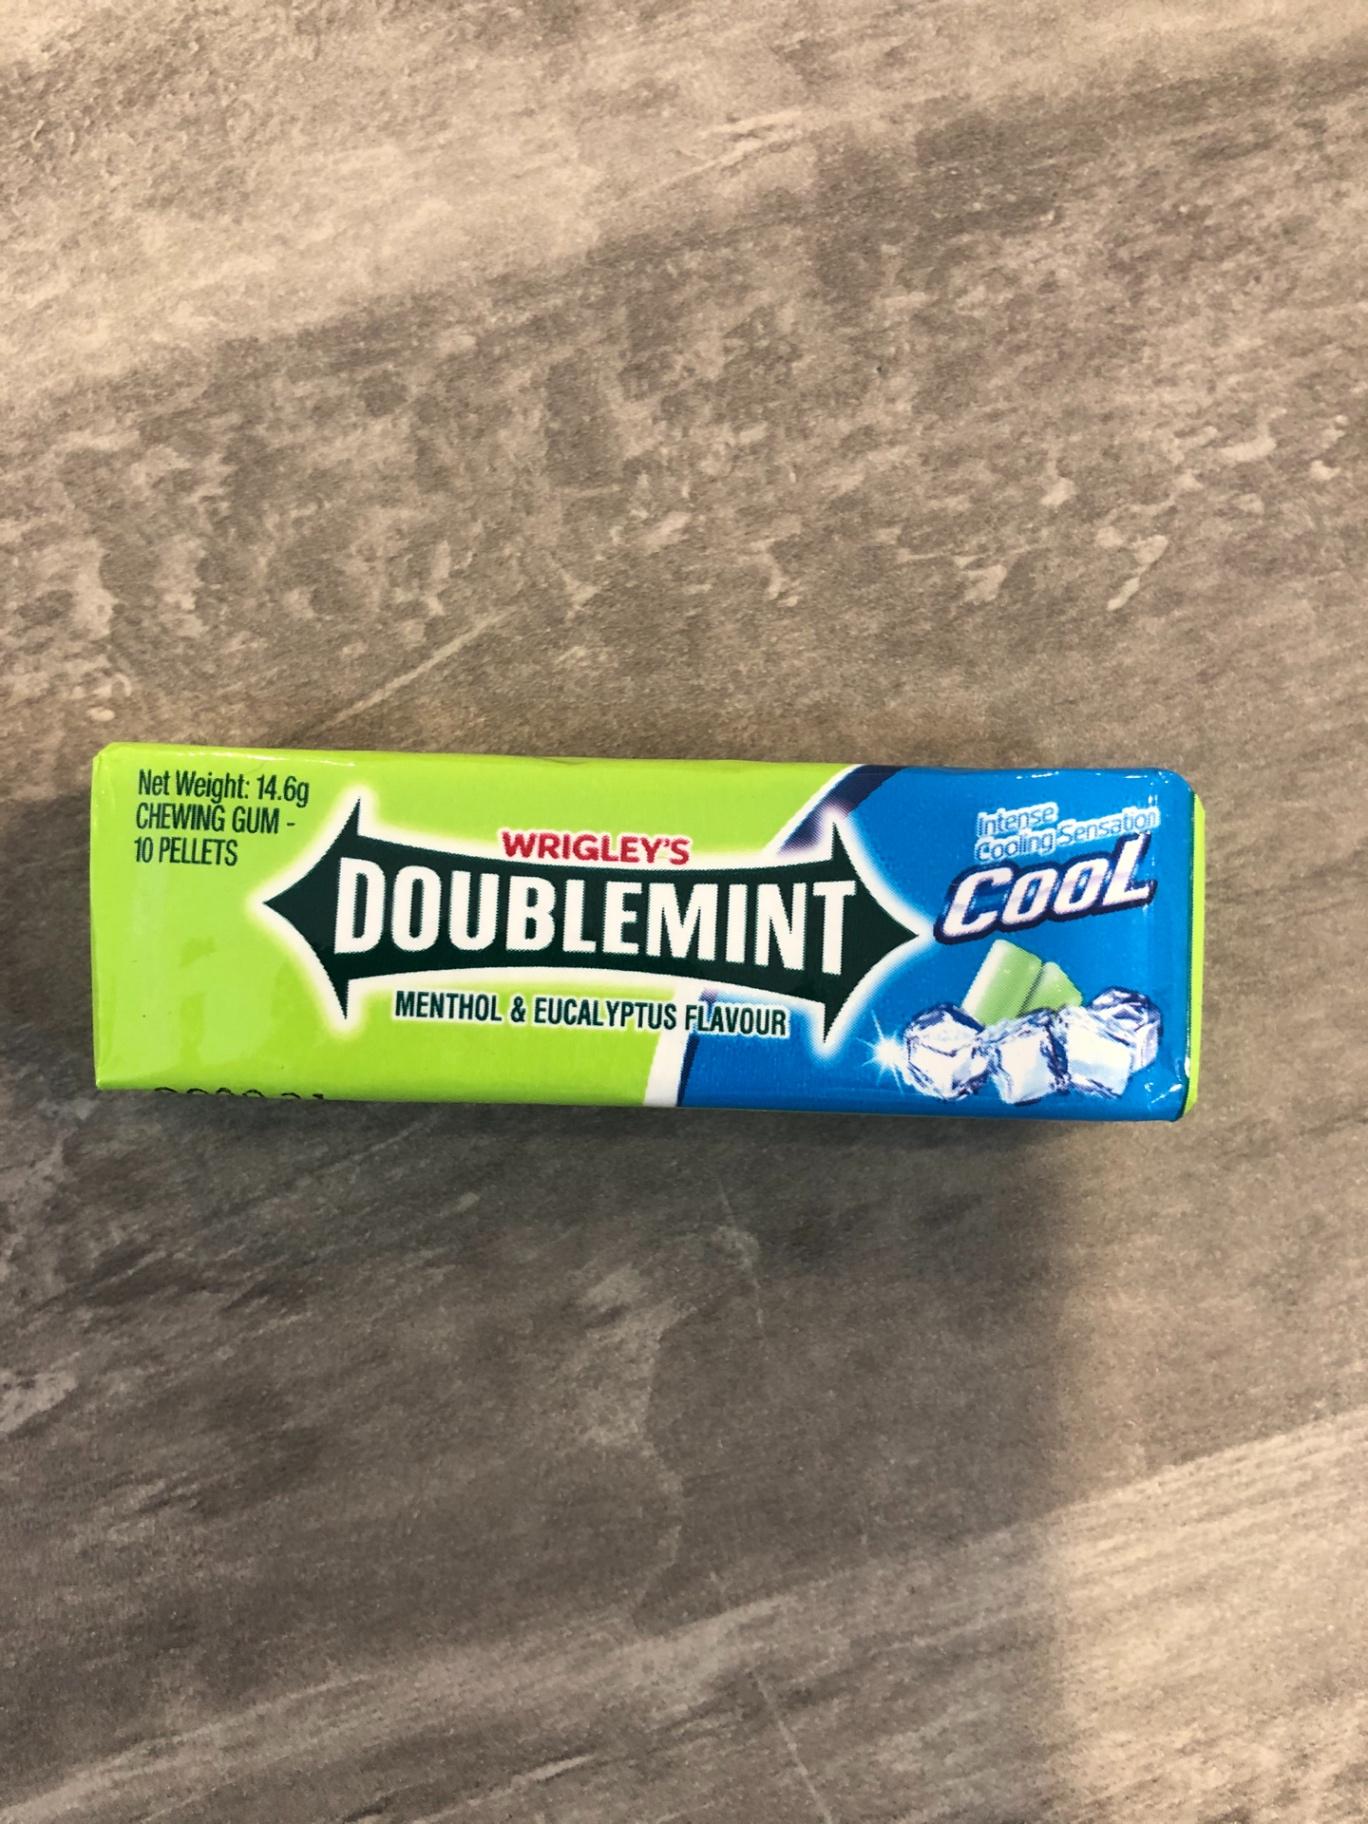 Net Weight: 14.6g
CHEWING GUM -
10 PELLETS
WRIGLEY'S
DOUBLEMINT
MENTHOL & EUCALYPTUS FLAVOUR
Intense
Cooling Sensation
COOL